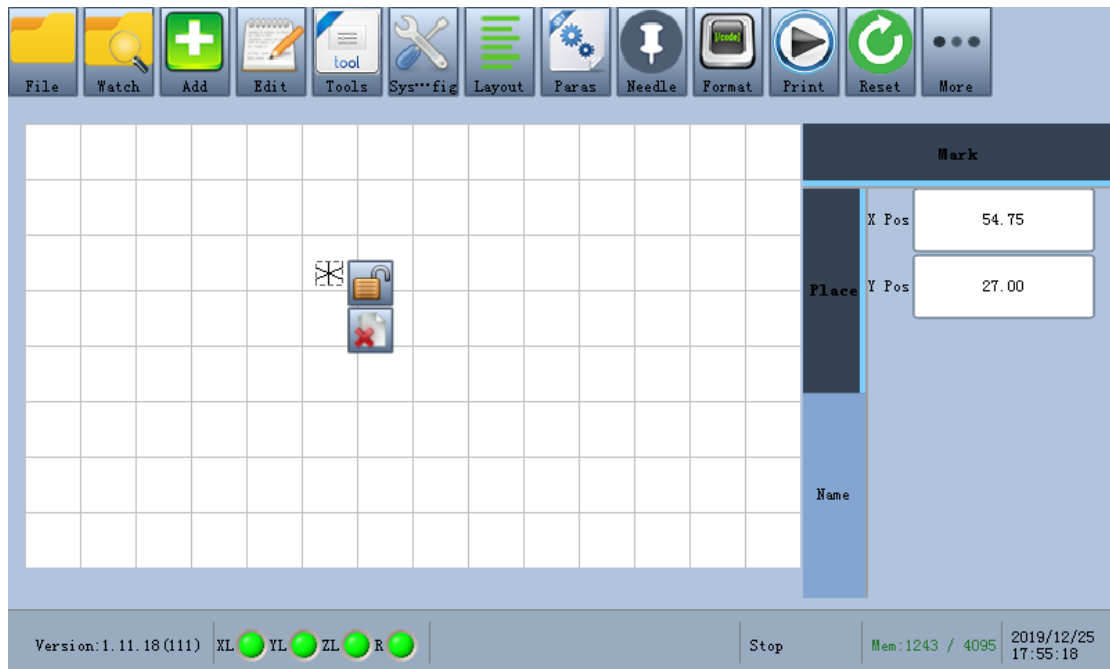 File Watch Add Edit Tools Sys···fig Layout Paras Needle Format Print Reset More
tool
[/code]
Mark
X Pos 54.75
Place Y Pos 27.00
Name
Version:1.11.18(111) XL YL ZL R Stop Mem:1243 / 4095 2019/12/25
17:55:18